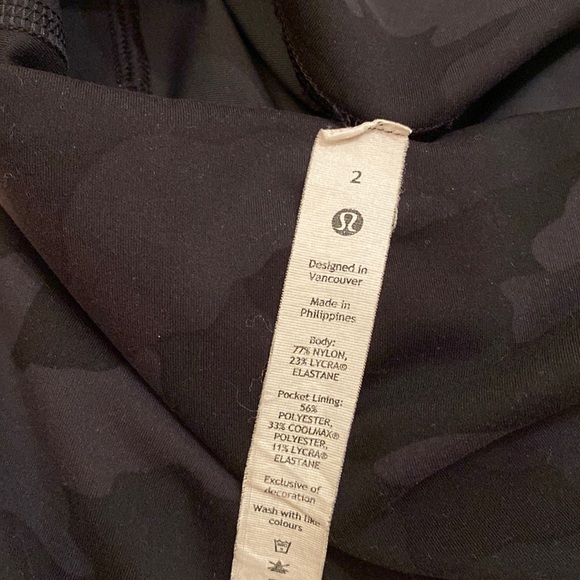 2
Designed in
Vancouver
Made in
Philippines
Body:
77% NYLON,
23% LYCRA®
ELASTANE
Pocket Lining:
56%
POLYESTER,
33% COOLMAX®
POLYESTER,
11% LYCRA®
ELASTANE
Exclusive of
decoration
Wash with like
colours